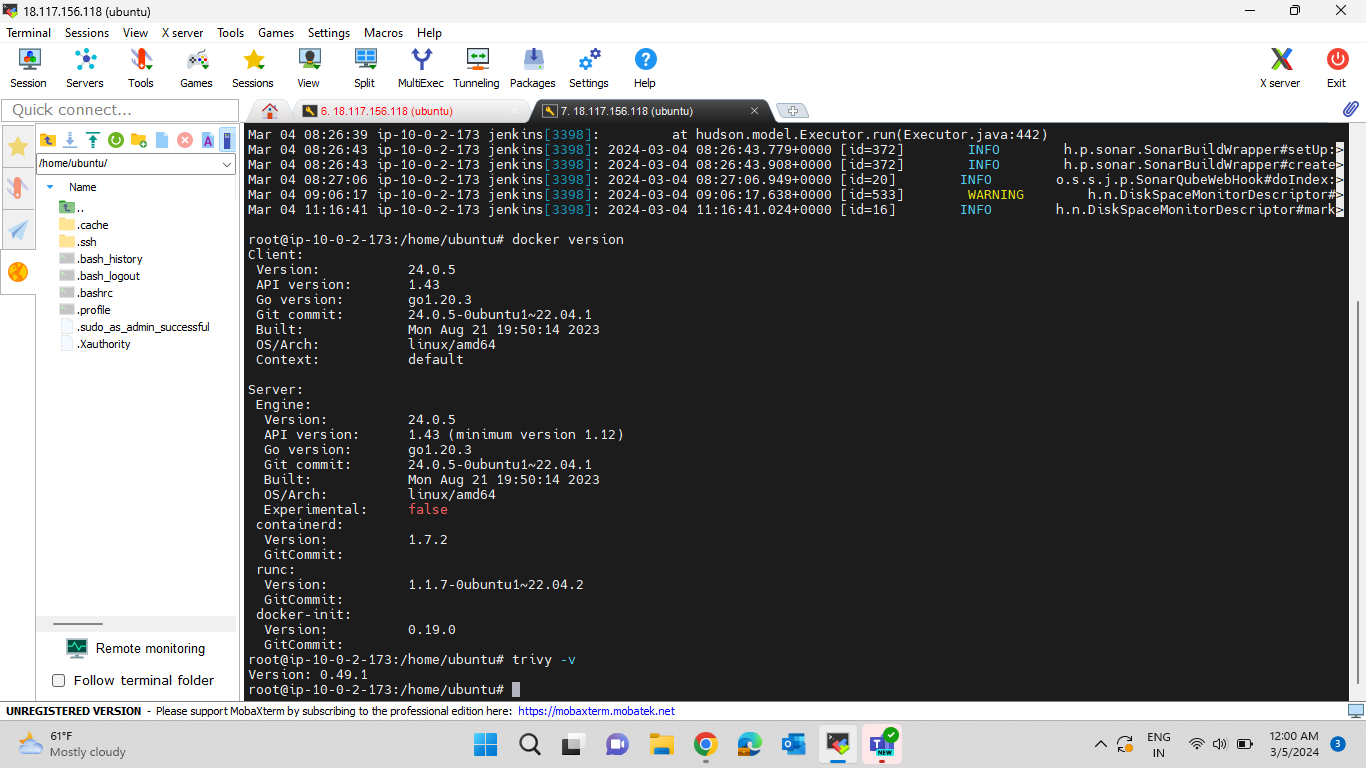 18.117.156.118 (ubuntu)
Terminal Sessions View X server Tools Games Settings Macros Help
Session Servers Tools Games Sessions View Split MultiExec Tunneling Packages Settings Help X server Exit
Quick connect...
6. 18.117.156.118 (ubuntu)
7. 18.117.156.118 (ubuntu)
/home/ubuntu/
Name
..
.cache
.ssh
.bash_history
.bash_logout
.bashrc
.profile
.sudo_as_admin_successful
.Xauthority
Remote monitoring
Follow terminal folder
Mar 04 08:26:39 ip-10-0-2-173 jenkins[3398]:         at hudson.model.Executor.run(Executor.java:442)
Mar 04 08:26:43 ip-10-0-2-173 jenkins[3398]: 2024-03-04 08:26:43.779+0000 [id=372]        INFO        h.p.sonar.SonarBuildWrapper#setUp:>
Mar 04 08:26:43 ip-10-0-2-173 jenkins[3398]: 2024-03-04 08:26:43.908+0000 [id=372]        INFO        h.p.sonar.SonarBuildWrapper#create>
Mar 04 08:27:06 ip-10-0-2-173 jenkins[3398]: 2024-03-04 08:27:06.949+0000 [id=20]        INFO        o.s.s.j.p.SonarQubeWebHook#doIndex:>
Mar 04 09:06:17 ip-10-0-2-173 jenkins[3398]: 2024-03-04 09:06:17.638+0000 [id=533]        WARNING        h.n.DiskSpaceMonitorDescriptor#>
Mar 04 11:16:41 ip-10-0-2-173 jenkins[3398]: 2024-03-04 11:16:41.024+0000 [id=16]        INFO        h.n.DiskSpaceMonitorDescriptor#mark>
root@ip-10-0-2-173:/home/ubuntu# docker version
Client:
 Version:           24.0.5
 API version:       1.43
 Go version:        go1.20.3
 Git commit:        24.0.5-0ubuntu1~22.04.1
 Built:             Mon Aug 21 19:50:14 2023
 OS/Arch:           linux/amd64
 Context:           default
Server:
 Engine:
  Version:          24.0.5
  API version:      1.43 (minimum version 1.12)
  Go version:       go1.20.3
  Git commit:       24.0.5-0ubuntu1~22.04.1
  Built:            Mon Aug 21 19:50:14 2023
  OS/Arch:          linux/amd64
  Experimental:     false
 containerd:
  Version:          1.7.2
  GitCommit:
 runc:
  Version:          1.1.7-0ubuntu1~22.04.2
  GitCommit:
 docker-init:
  Version:          0.19.0
  GitCommit:
root@ip-10-0-2-173:/home/ubuntu# trivy -v
Version: 0.49.1
root@ip-10-0-2-173:/home/ubuntu#
UNREGISTERED VERSION - Please support MobaXterm by subscribing to the professional edition here: https://mobaxterm.mobatek.net
61°F
Mostly cloudy
NEW
ENG
IN
12:00 AM
3/5/2024
3